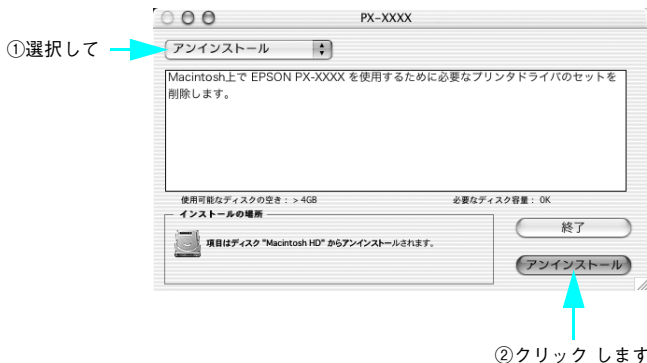 PX-XXXX
①選択して
アンインストール
Macintosh上で EPSON PX-XXXX を使用するために必要なプリンタドライバのセットを
削除します。
使用可能なディスクの空き： > 4GB
必要なディスク容量： 0K
インストールの場所
項目はディスク "Macintosh HD" からアンインストールされます。
終了
アンインストール
②クリック します